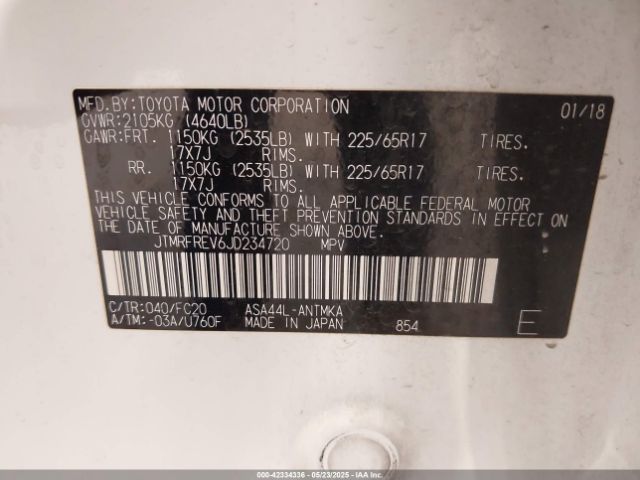 MFD. BY: TOYOTA MOTOR CORPORATION 01/18
GVWR: 2105KG (4640LB)
GAWR: FRT. 1150KG (2535LB) WITH 225/65R17 TIRES.
17X7J RIMS.
RR. 1150KG (2535LB) WITH 225/65R17 TIRES.
17X7J RIMS.
THIS VEHICLE CONFORMS TO ALL APPLICABLE FEDERAL MOTOR
VEHICLE SAFETY AND THEFT PREVENTION STANDARDS IN EFFECT ON
THE DATE OF MANUFACTURE SHOWN ABOVE.
JTMRFREV6JD234720 MPV
C/TR: 040/FC20 ASA44L-ANTMKA
A/TM: -03A/U760F MADE IN JAPAN 854 E
000-42334336 - 05/23/2025 - IAA Inc.